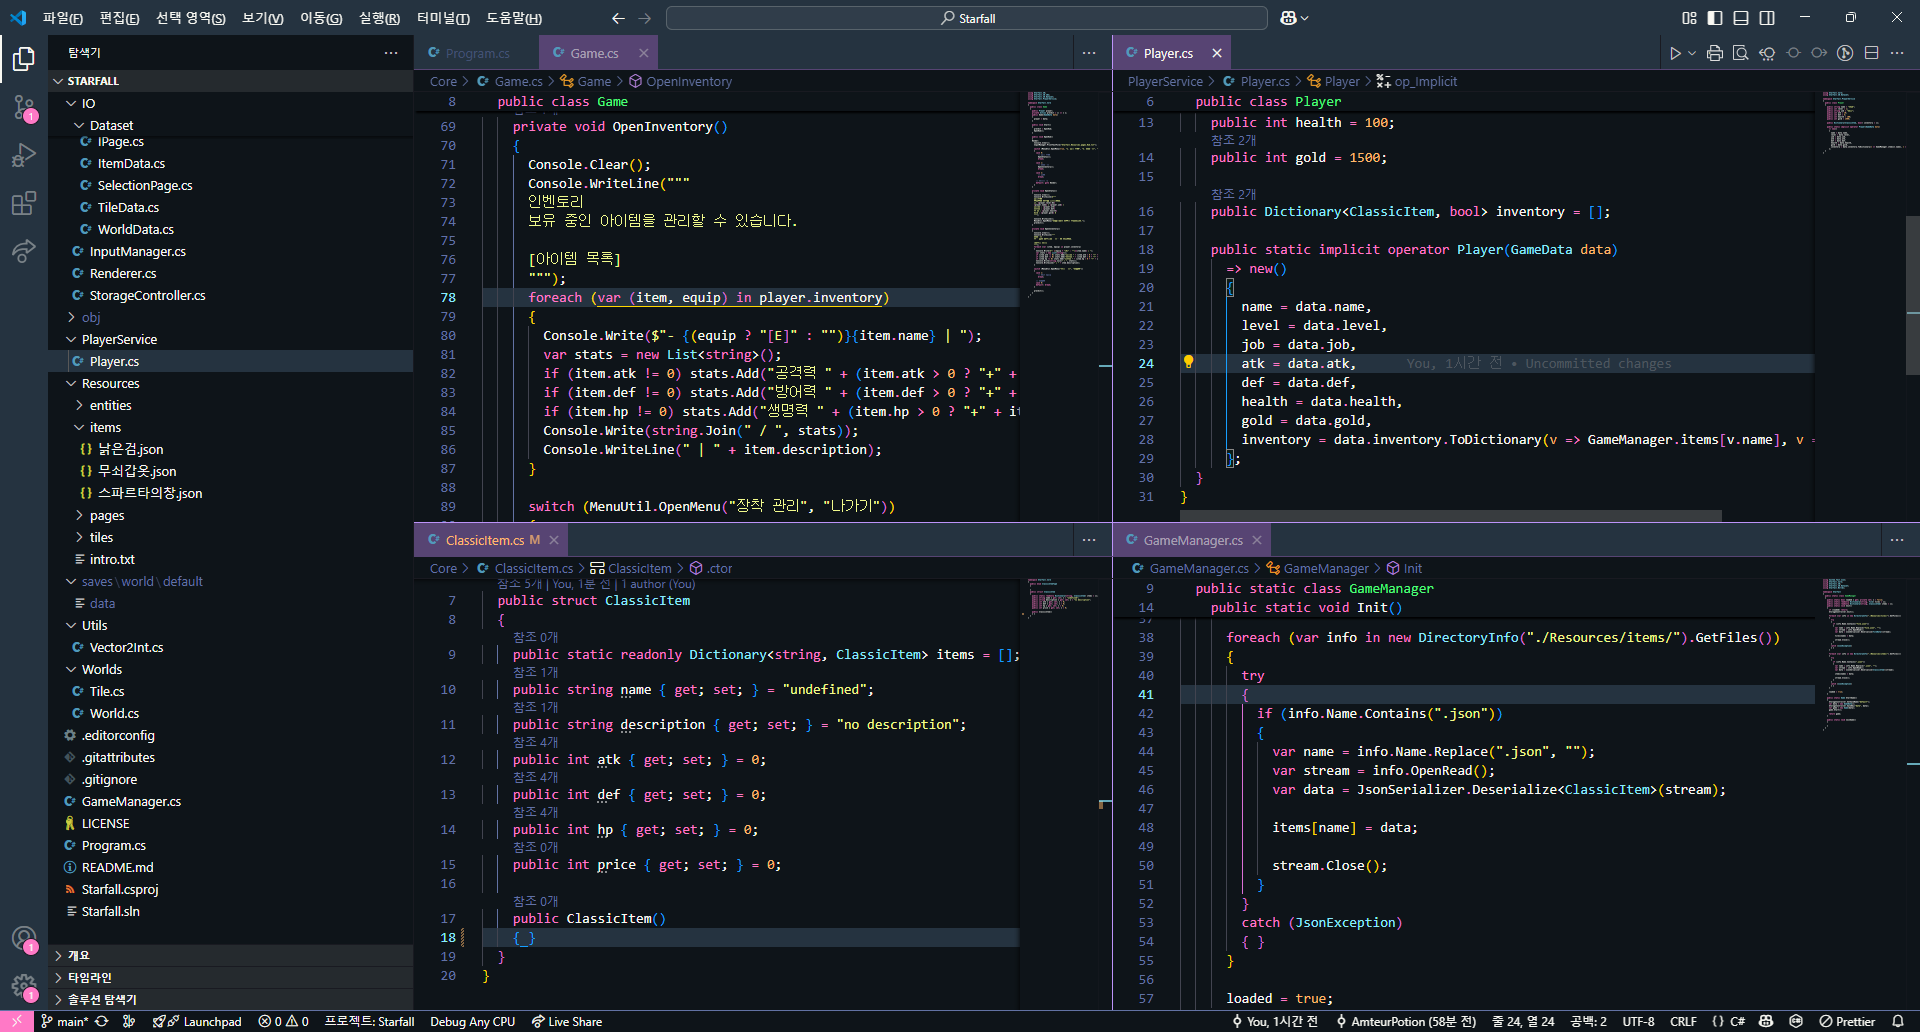 파일(F) 편집(E) 선택 영역(S) 보기(V) 이동(G) 실행(R) 터미널(T) 도움말(H)
Starfall
탐색기
STARFALL
IO
Dataset
IPage.cs
ItemData.cs
SelectionPage.cs
TileData.cs
WorldData.cs
InputManager.cs
Renderer.cs
StorageController.cs
obj
PlayerService
Player.cs
Resources
entities
items
낡은검.json
무쇠갑옷.json
스파르타의창.json
pages
tiles
intro.txt
saves\world\default
data
Utils
Vector2Int.cs
Worlds
Tile.cs
World.cs
.editorconfig
.gitattributes
.gitignore
GameManager.cs
LICENSE
Program.cs
README.md
Starfall.csproj
Starfall.sln
개요
타임라인
솔루션 탐색기
Program.cs Game.cs
Core > Game.cs > Game > OpenInventory
8 public class Game
69 private void OpenInventory()
70 {
71 Console.Clear();
72 Console.WriteLine("""
73 인벤토리
74 보유 중인 아이템을 관리할 수 있습니다.
75
76 [아이템 목록]
77 """);
78 foreach (var (item, equip) in player.inventory)
79 {
80 Console.Write($"- {(equip ? "[E]" : "")}{item.name} | ");
81 var stats = new List<string>();
82 if (item.atk != 0) stats.Add("공격력 " + (item.atk > 0 ? "+" +
83 if (item.def != 0) stats.Add("방어력 " + (item.def > 0 ? "+" +
84 if (item.hp != 0) stats.Add("생명력 " + (item.hp > 0 ? "+" + it
85 Console.Write(string.Join(" / ", stats));
86 Console.WriteLine(" | " + item.description);
87 }
88
89 switch (MenuUtil.OpenMenu("장착 관리", "나가기"))
Player.cs
PlayerService > Player.cs > Player > op_Implicit
6 public class Player
13 public int health = 100;
참조 2개
14 public int gold = 1500;
15
참조 2개
16 public Dictionary<ClassicItem, bool> inventory = [];
17
18 public static implicit operator Player(GameData data)
19 => new()
20 {
21 name = data.name,
22 level = data.level,
23 job = data.job,
24 atk = data.atk, You, 1시간 전 • Uncommitted changes
25 def = data.def,
26 health = data.health,
27 gold = data.gold,
28 inventory = data.inventory.ToDictionary(v => GameManager.items[v.name], v =
29 };
30 }
31 }
ClassicItem.cs M
Core > ClassicItem.cs > ClassicItem > .ctor
참조 5개 | You, 1분 전 | 1 author (You)
7 public struct ClassicItem
8 {
참조 0개
9 public static readonly Dictionary<string, ClassicItem> items = [];
참조 1개
10 public string name { get; set; } = "undefined";
참조 1개
11 public string description { get; set; } = "no description";
참조 4개
12 public int atk { get; set; } = 0;
참조 4개
13 public int def { get; set; } = 0;
참조 4개
14 public int hp { get; set; } = 0;
참조 0개
15 public int price { get; set; } = 0;
16
참조 0개
17 public ClassicItem()
18 {_}
19 }
20 }
GameManager.cs
GameManager.cs > GameManager > Init
9 public static class GameManager
14 public static void Init()
37
38 foreach (var info in new DirectoryInfo("./Resources/items/").GetFiles())
39 {
40 try
41 {
42 if (info.Name.Contains(".json"))
43 {
44 var name = info.Name.Replace(".json", "");
45 var stream = info.OpenRead();
46 var data = JsonSerializer.Deserialize<ClassicItem>(stream);
47
48 items[name] = data;
49
50 stream.Close();
51 }
52 }
53 catch (JsonException)
54 { }
55 }
56
57 loaded = true;
main* Launchpad 0 0 프로젝트: Starfall Debug Any CPU Live Share You, 1시간 전 AmteurPotion (58분 전) 줄 24, 열 24 공백: 2 UTF-8 CRLF {} C# Prettier